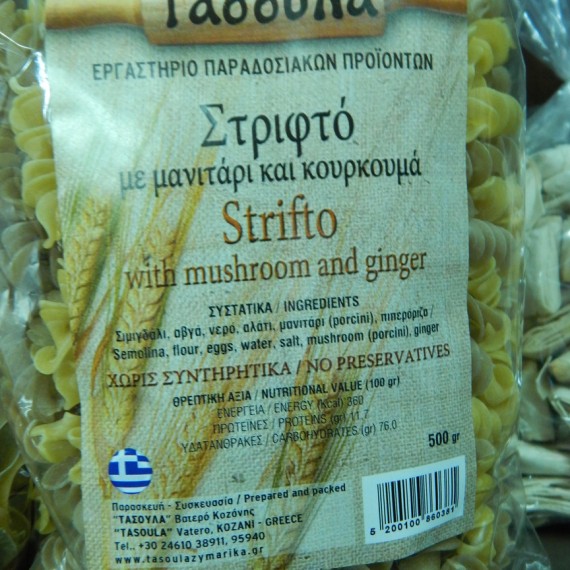 Τασούλα
ΕΡΓΑΣΤΗΡΙΟ ΠΑΡΑΔΟΣΙΑΚΩΝ ΠΡΟΪΟΝΤΩΝ
Στριφτό
με μανιτάρι και κουρκουμά
Strifto
with mushroom and ginger
ΣΥΣΤΑΤΙΚΑ / INGREDIENTS
Σιμιγδάλι, αβγά, νερό, αλάτι, μανιτάρι (porcini), πιπερόριζα /
Semolina, flour, eggs, water, salt, mushroom (porcini), ginger
ΧΩΡΙΣ ΣΥΝΤΗΡΗΤΙΚΑ / NO PRESERVATIVES
ΘΡΕΠΤΙΚΗ ΑΞΙΑ / NUTRITIONAL VALUE (100 gr)
ΕΝΕΡΓΕΙΑ / ENERGY (Kcal) 360
ΠΡΩΤΕΪΝΕΣ / PROTEINS (gr) 11.7
ΥΔΑΤΑΝΘΡΑΚΕΣ / CARBOHYDRATES (gr) 76.0
500 gr
Παρασκευή - Συσκευασία / Prepared and packed
"ΤΑΣΟΥΛΑ" Βατερό Κοζάνης
"TASOULA" Vatero, KOZANI - GREECE
Τel.. +30 24610 38911, 95940
www.tasoulazymarika.gr
5 200100 860381